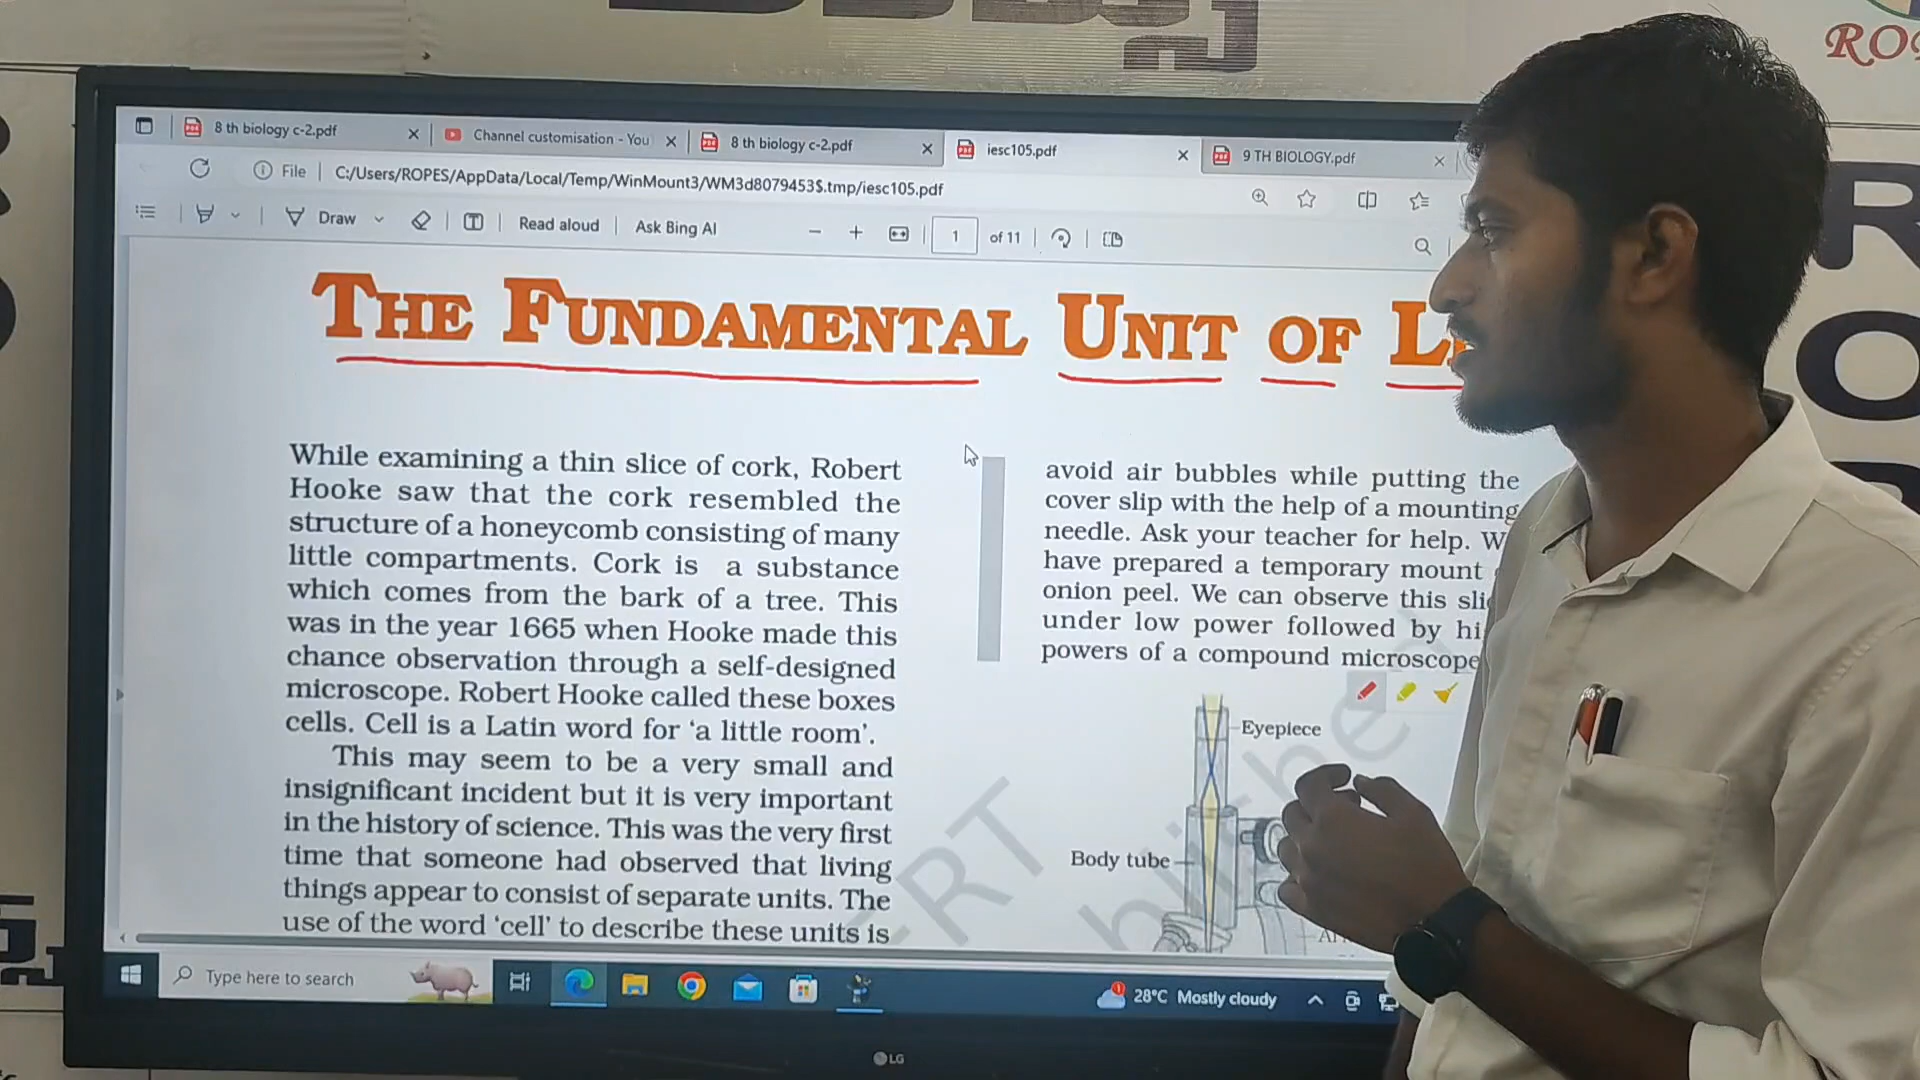 8 th biology c-2.pdf
Channel customisation - You
8 th biology c-2.pdf
iesc105.pdf
9 TH BIOLOGY.pdf
File
C:/Users/ROPES/AppData/Local/Temp/WinMount3/WM3d8079453$.tmp/iesc105.pdf
Draw
Read aloud
Ask Bing AI
1
of 11
THE FUNDAMENTAL UNIT OF
While examining a thin slice of cork, Robert
Hooke saw that the cork resembled the
structure of a honeycomb consisting of many
little compartments. Cork is a substance
which comes from the bark of a tree. This
was in the year 1665 when Hooke made this
chance observation through a self-designed
microscope. Robert Hooke called these boxes
cells. Cell is a Latin word for ‘a little room’.
This may seem to be a very small and
insignificant incident but it is very important
in the history of science. This was the very first
time that someone had observed that living
things appear to consist of separate units. The
use of the word ‘cell’ to describe these units is
avoid air bubbles while putting the
cover slip with the help of a mounting
needle. Ask your teacher for help.
have prepared a temporary mount
onion peel. We can observe this
under low power followed by
powers of a compound microscope
Eyepiece
Body tube
Type here to search
28°C Mostly cloudy
LG